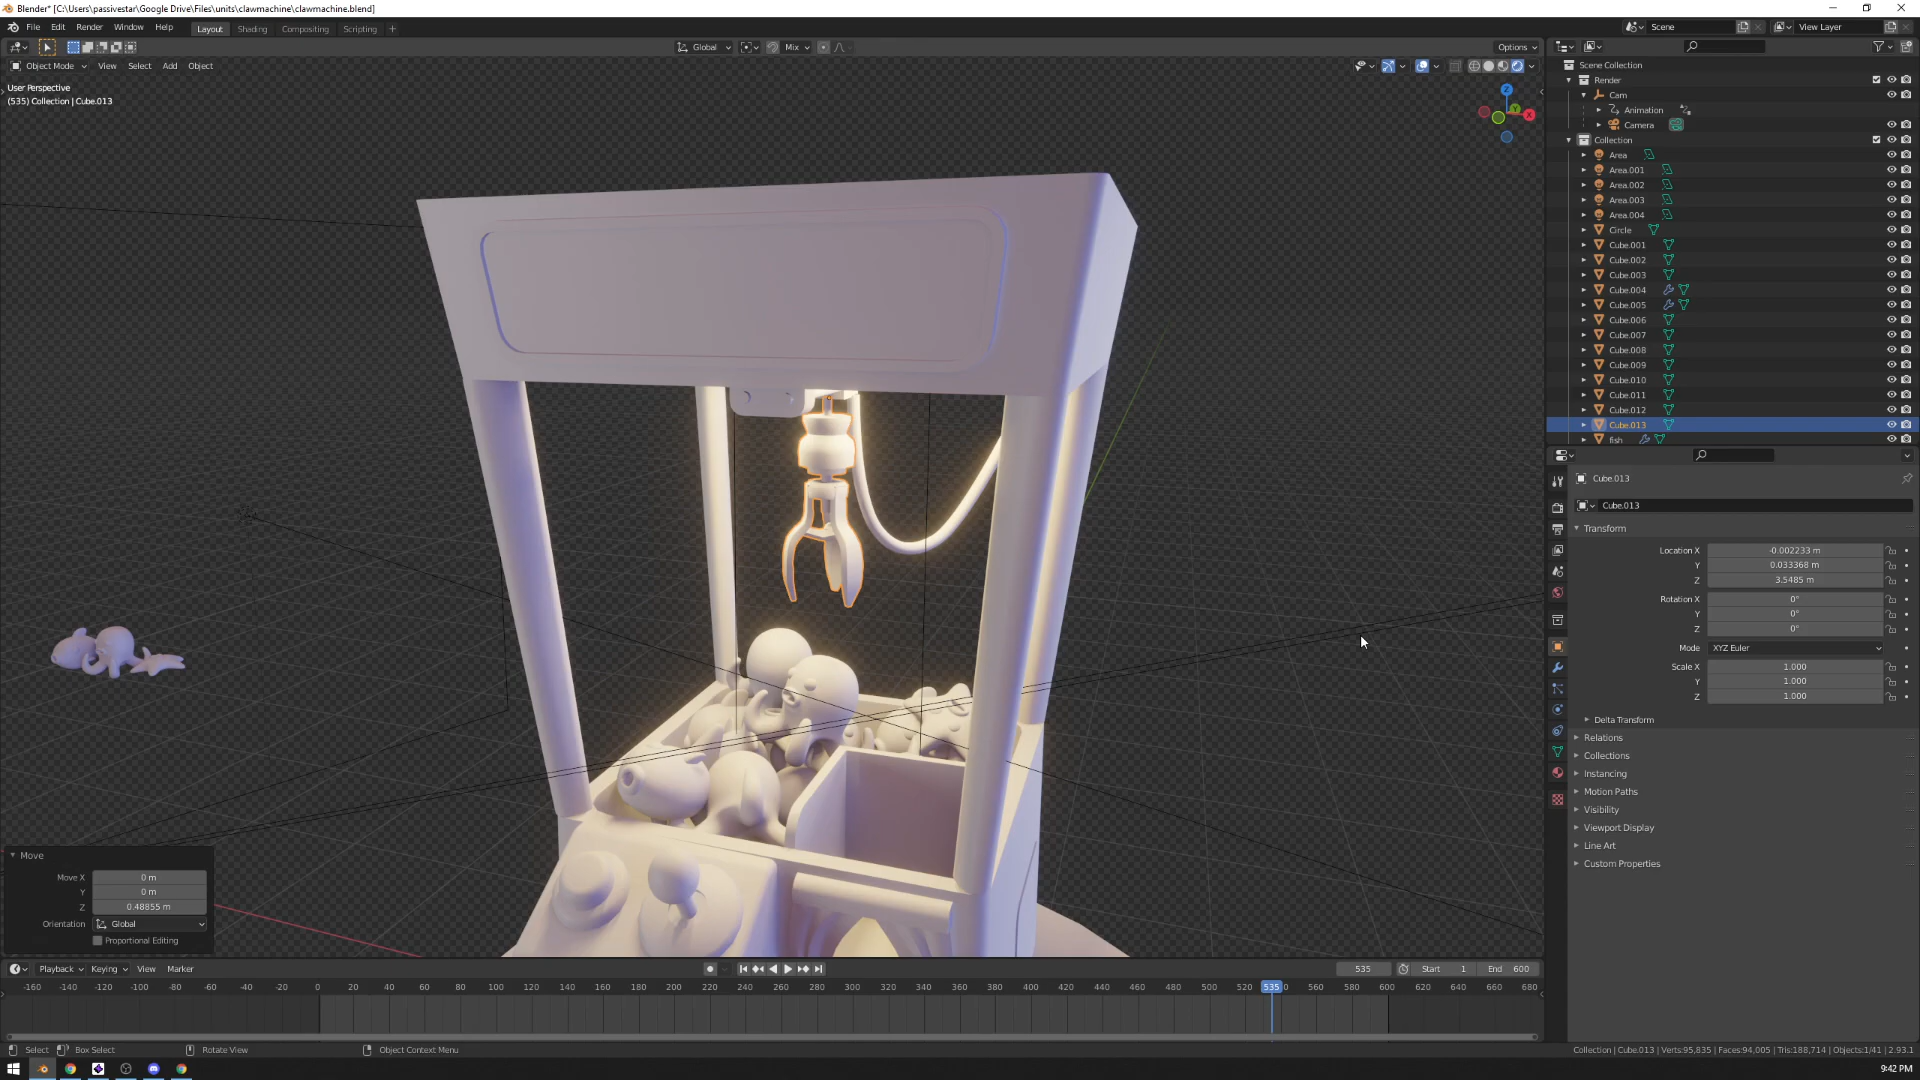 Blender* [C:\Users\passivestar\Google Drive\Files\units\clawmachine\clawmachine.blend]
File Edit Render Window Help Layout Shading Compositing Scripting + Scene View Layer
Global Mix Options
Object Mode View Select Add Object
User Perspective
(535) Collection | Cube.013
Z
Y
X
Scene Collection
Render
Cam
Animation
Camera
Collection
Area
Area.001
Area.002
Area.003
Area.004
Circle
Cube.001
Cube.002
Cube.003
Cube.004
Cube.005
Cube.006
Cube.007
Cube.008
Cube.009
Cube.010
Cube.011
Cube.012
Cube.013
fish
Cube.013
Cube.013
Transform
Location X -0.002233 m
Y 0.033368 m
Z 3.5485 m
Rotation X 0°
Y 0°
Z 0°
Mode XYZ Euler
Scale X 1.000
Y 1.000
Z 1.000
Delta Transform
Relations
Collections
Instancing
Motion Paths
Visibility
Viewport Display
Line Art
Custom Properties
Move
Move X 0 m
Y 0 m
Z 0.48855 m
Orientation Global
Proportional Editing
Playback Keying View Marker 535 Start 1 End 600
-160 -140 -120 -100 -80 -60 -40 -20 0 20 40 60 80 100 120 140 160 180 200 220 240 260 280 300 320 340 360 380 400 420 440 460 480 500 520 535 560 580 600 620 640 660 680
Select Box Select Rotate View Object Context Menu Collection | Cube.013 | Verts:95,835 | Faces:94,005 | Tris:188,714 | Objects:1/41 | 2.93.1
9:42 PM